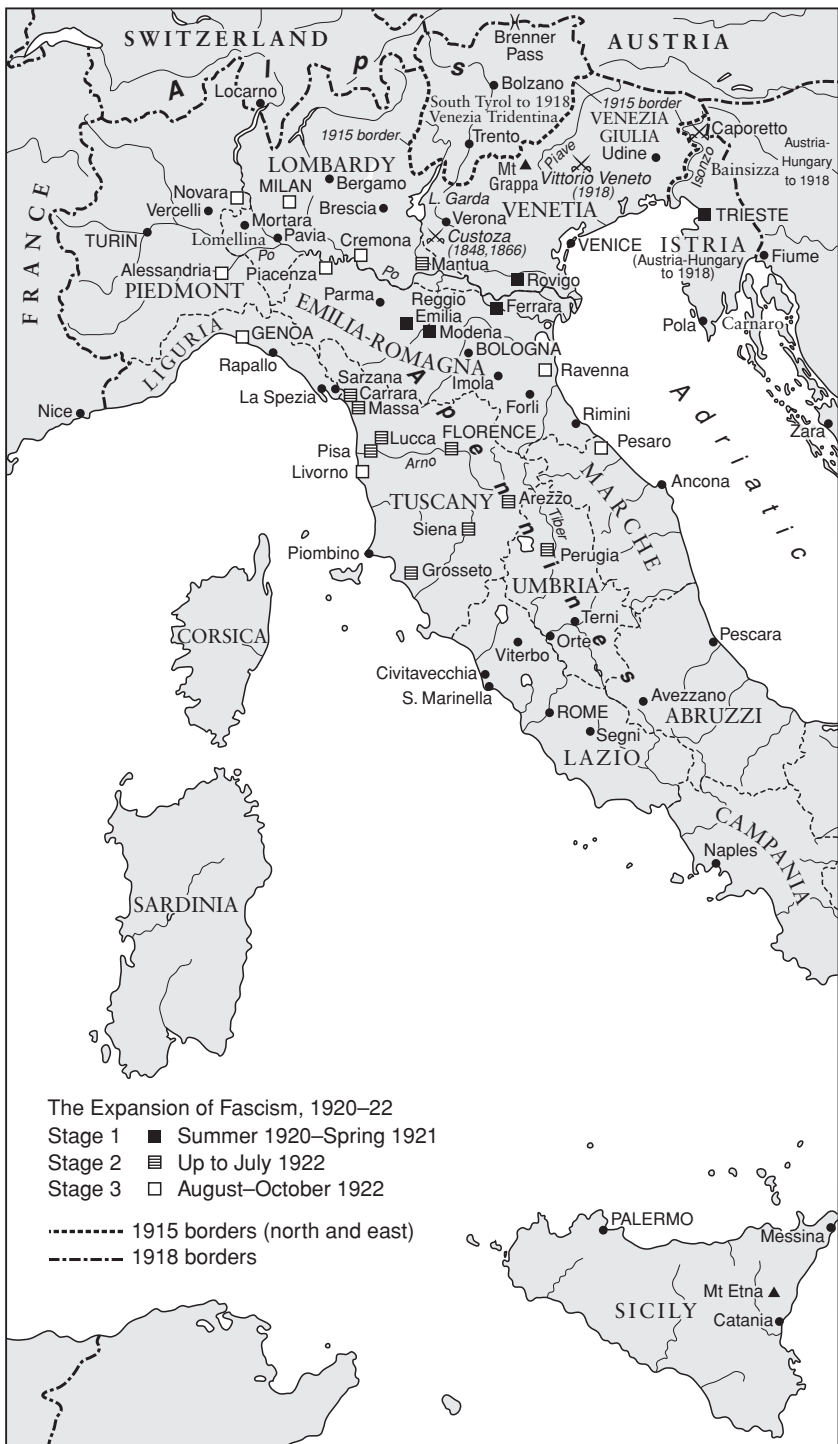 SWITZERLAND
AUSTRIA
Brenner
Pass
Alps
Locarno
Bolzano
South Tyrol to 1918
Venezia Tridentina
Trento
1915 border
1915 border
VENEZIA
GIULIA
Udine
Caporetto
Isonzo
Bainsizza
Austria-
Hungary
to 1918
LOMBARDY
MILAN
Bergamo
Brescia
Mt
Grappa
Piave
Vittorio Veneto
(1918)
L. Garda
Verona
VENETIA
Custoza
(1848,1866)
FRANCE
Novara
Vercelli
TURIN
Mortara
Lomellina
Pavia
Po
Cremona
Po
Mantua
VENICE
Rovigo
TRIESTE
ISTRIA
(Austria-Hungary
to 1918)
Fiume
Pola
Carnaro
Alessandria
PIEDMONT
Piacenza
Parma
Reggio
Emilia
Modena
Ferrara
EMILIA-ROMAGNA
BOLOGNA
Imola
Ravenna
Forli
Rimini
Pesaro
Zara
LIGURIA
GENOA
Rapallo
La Spezia
Sarzana
Carrara
Massa
Nice
Apennines
Adriatic
Lucca
Pisa
FLORENCE
Arno
Livorno
TUSCANY
Arezzo
Siena
Tiber
Perugia
MARCHE
Ancona
Piombino
Grosseto
UMBRIA
Terni
Orte
Viterbo
Pescara
CORSICA
Civitavecchia
S. Marinella
ROME
Segni
LAZIO
Avezzano
ABRUZZI
CAMPANIA
Naples
SARDINIA
The Expansion of Fascism, 1920–22
Stage 1 Summer 1920–Spring 1921
Stage 2 Up to July 1922
Stage 3 August–October 1922
1915 borders (north and east)
1918 borders
PALERMO
Messina
Mt Etna
SICILY
Catania